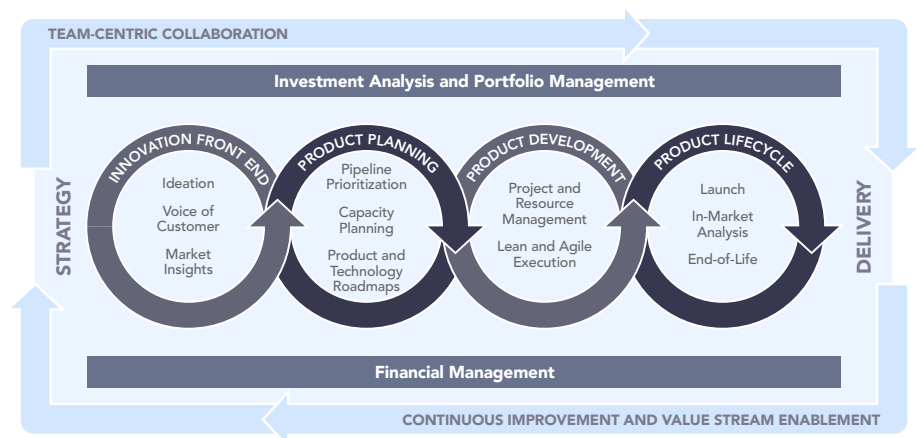 TEAM-CENTRIC COLLABORATION
Investment Analysis and Portfolio Management
STRATEGY
INNOVATION FRONT END
Ideation
Voice of
Customer
Market
Insights
PRODUCT PLANNING
Pipeline
Prioritization
Capacity
Planning
Product and
Technology
Roadmaps
PRODUCT DEVELOPMENT
Project and
Resource
Management
Lean and Agile
Execution
PRODUCT LIFECYCLE
Launch
In-Market
Analysis
End-of-Life
DELIVERY
Financial Management
CONTINUOUS IMPROVEMENT AND VALUE STREAM ENABLEMENT